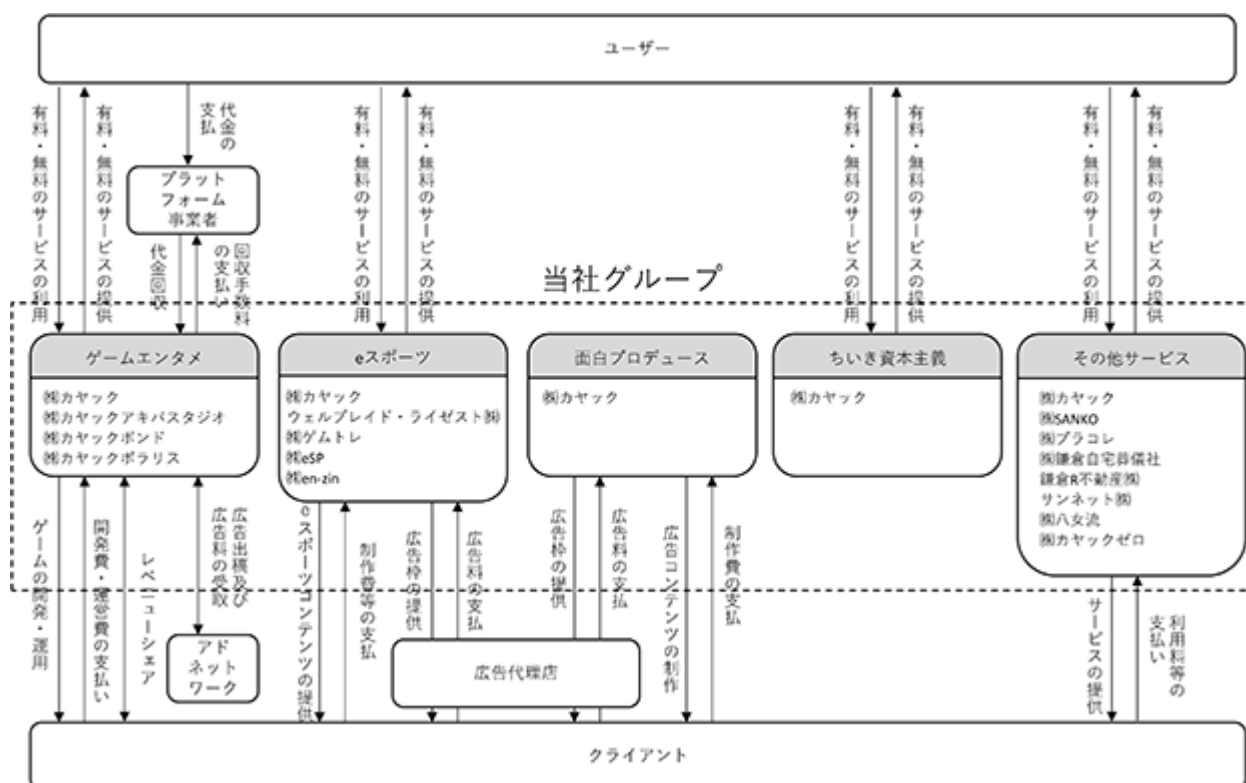 ユーザー
有料・無料のサービスの利用
有料・無料のサービスの提供
代金の
支払
プラット
フォーム
事業者
代金回収
回収手数料
の支払い
有料・無料のサービスの利用
有料・無料のサービスの提供
有料・無料のサービスの利用
有料・無料のサービスの提供
有料・無料のサービスの利用
有料・無料のサービスの提供
当社グループ
ゲームエンタメ
㈱カヤック
㈱カヤックアキバスタジオ
㈱カヤックボンド
㈱カヤックポラリス
eスポーツ
㈱カヤック
ウェルプレイド・ライゼスト㈱
㈱ゲムトレ
㈱eSP
㈱en-zin
面白プロデュース
㈱カヤック
ちいき資本主義
㈱カヤック
その他サービス
㈱カヤック
㈱SANKO
㈱プラコレ
㈱鎌倉自宅葬儀社
鎌倉R不動産㈱
サンネット㈱
㈱八女流
㈱カヤックゼロ
ゲームの開発・運用
開発費・運営費の支払い
レベニューシェア
広告出稿及び
広告料の受取
アド
ネット
ワーク
eスポーツコンテンツの提供
制作費等の支払
広告枠の提供
広告料の支払
広告枠の提供
広告料の支払
広告コンテンツの制作
制作費の支払
広告代理店
サービスの提供
利用料等の
支払い
クライアント